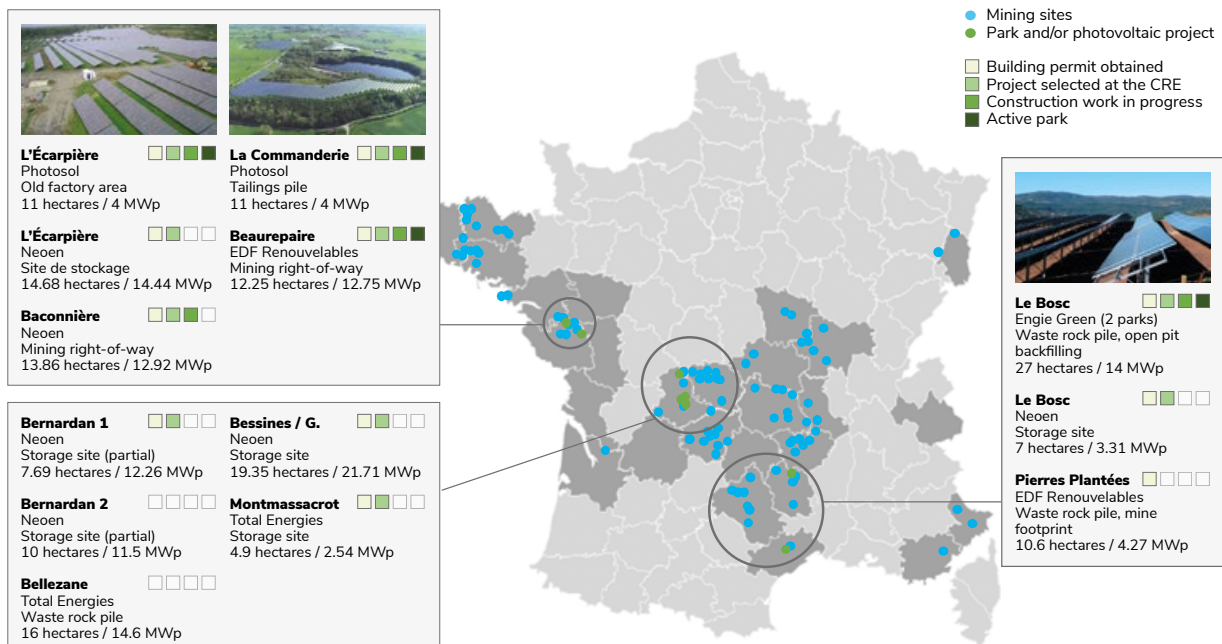 Mining sites
Park and/or photovoltaic project
Building permit obtained
Project selected at the CRE
Construction work in progress
Active park
L'Écarpière
Photosol
Old factory area
11 hectares / 4 MWp
La Commanderie
Photosol
Tailings pile
11 hectares / 4 MWp
L'Écarpière
Neoen
Site de stockage
14.68 hectares / 14.44 MWp
Beaurepaire
EDF Renouvelables
Mining right-of-way
12.25 hectares / 12.75 MWp
Baconnière
Neoen
Mining right-of-way
13.86 hectares / 12.92 MWp
Bernardan 1
Neoen
Storage site (partial)
7.69 hectares / 12.26 MWp
Bessines / G.
Neoen
Storage site
19.35 hectares / 21.71 MWp
Bernardan 2
Neoen
Storage site (partial)
10 hectares / 11.5 MWp
Montmassacrot
Total Energies
Storage site
4.9 hectares / 2.54 MWp
Bellezane
Total Energies
Waste rock pile
16 hectares / 14.6 MWp
Le Bosc
Engie Green (2 parks)
Waste rock pile, open pit
backfilling
27 hectares / 14 MWp
Le Bosc
Neoen
Storage site
7 hectares / 3.31 MWp
Pierres Plantées
EDF Renouvelables
Waste rock pile, mine
footprint
10.6 hectares / 4.27 MWp